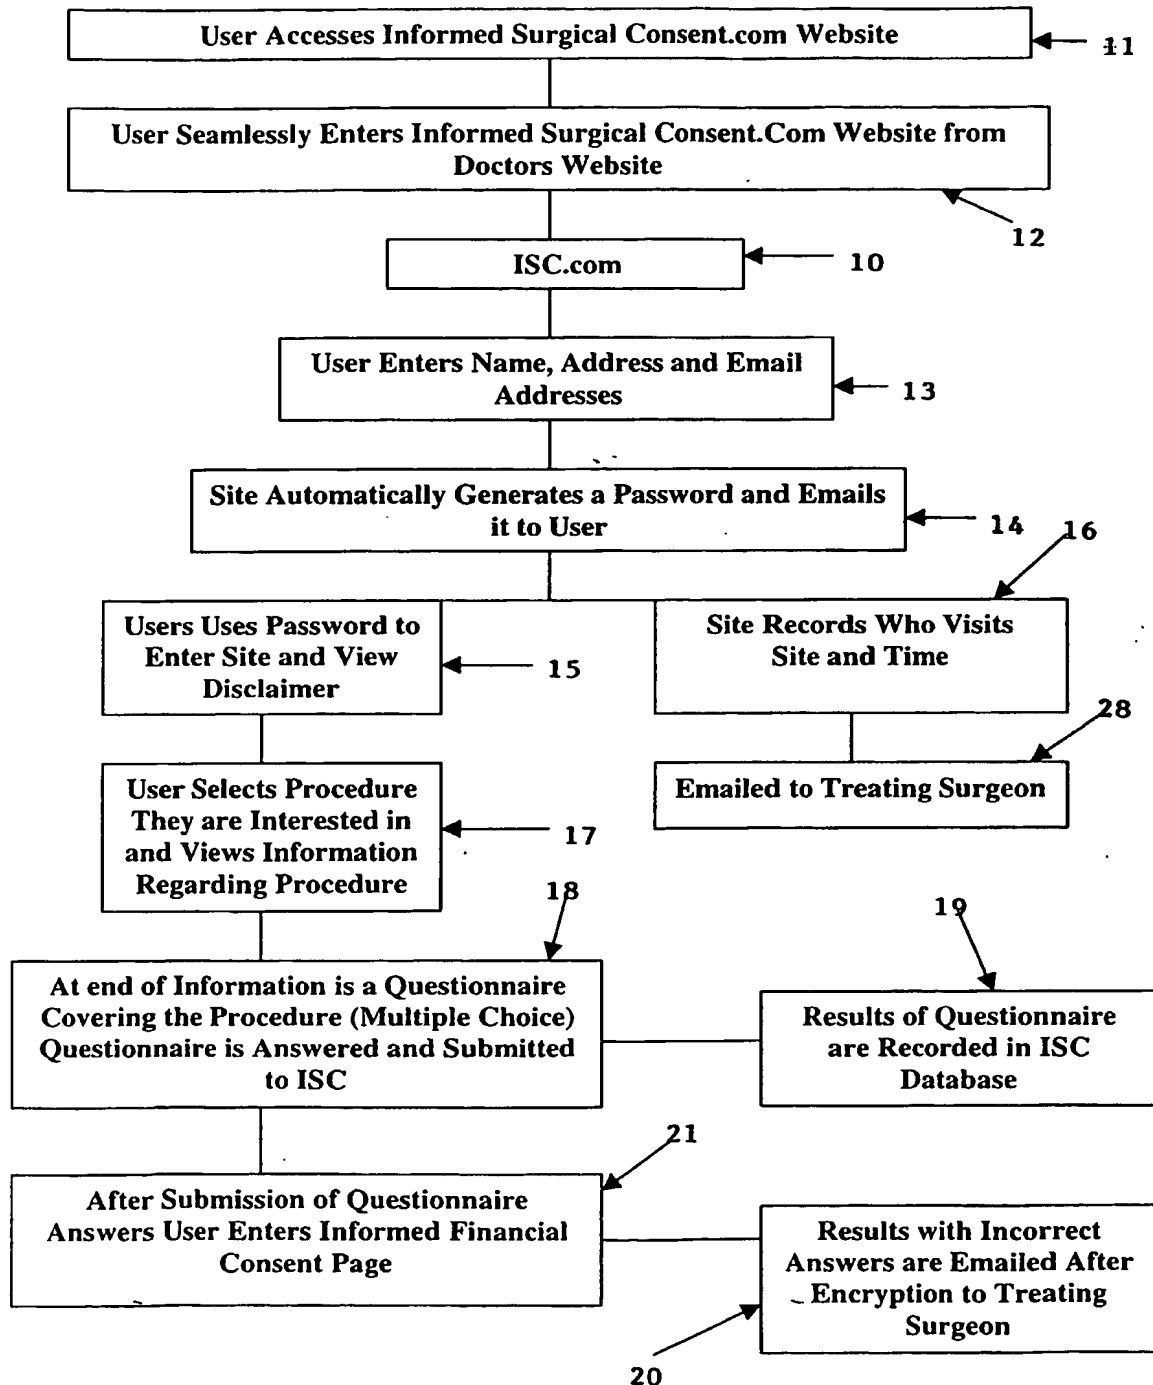 User Accesses Informed Surgical Consent.com Website
11
User Seamlessly Enters Informed Surgical Consent.Com Website from
Doctors Website
12
ISC.com
10
User Enters Name, Address and Email
Addresses
13
Site Automatically Generates a Password and Emails
it to User
14
16
Users Uses Password to
Enter Site and View
Disclaimer
15
Site Records Who Visits
Site and Time
28
User Selects Procedure
They are Interested in
and Views Information
Regarding Procedure
17
Emailed to Treating Surgeon
18
19
At end of Information is a Questionnaire
Covering the Procedure (Multiple Choice)
Questionnaire is Answered and Submitted
to ISC
Results of Questionnaire
are Recorded in ISC
Database
21
After Submission of Questionnaire
Answers User Enters Informed Financial
Consent Page
Results with Incorrect
Answers are Emailed After
Encryption to Treating
Surgeon
20